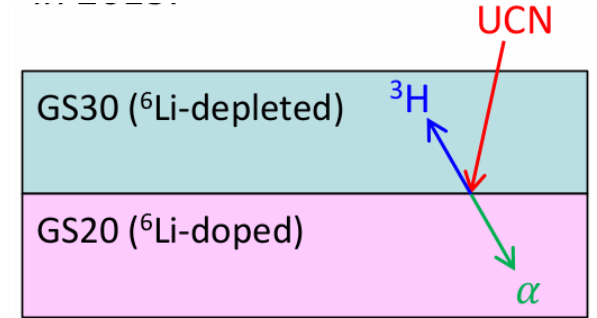 UCN
GS30 (⁶Li-depleted)
³H
GS20 (⁶Li-doped)
α